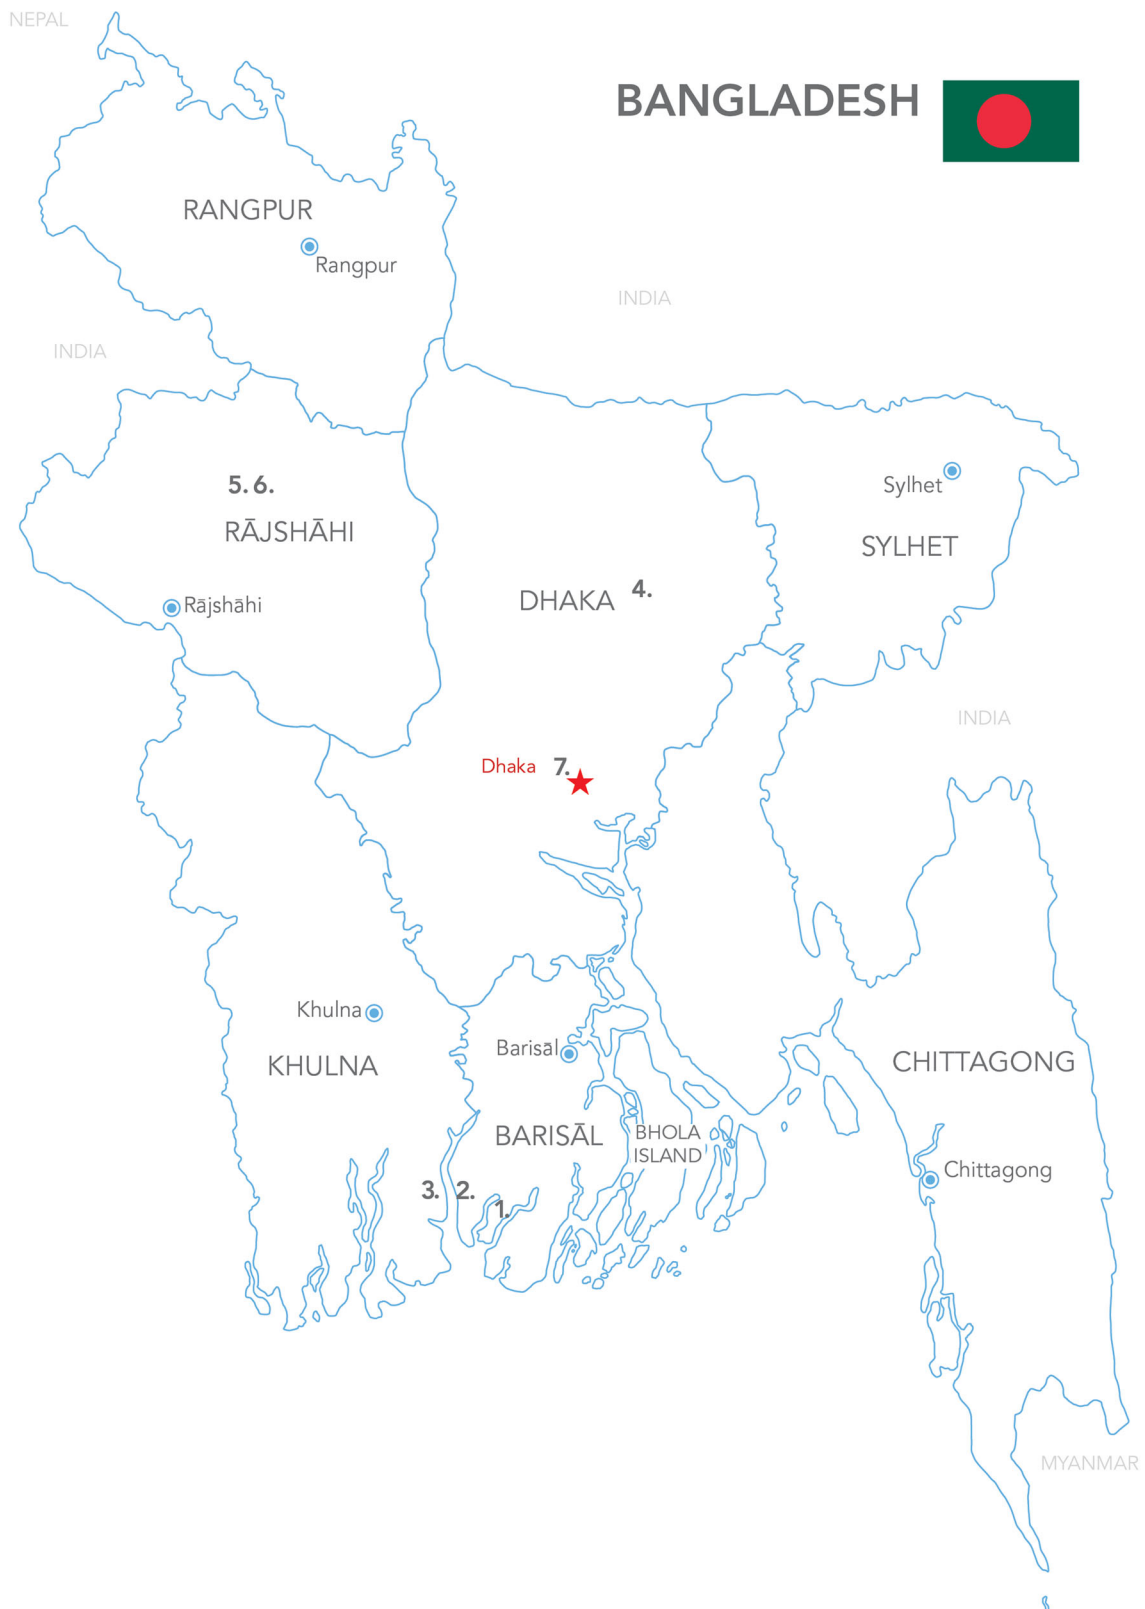 NEPAL
BANGLADESH
RANGPUR
Rangpur
INDIA
INDIA
5. 6.
Sylhet
RĀJSHĀHI
SYLHET
4.
DHAKA
Rājshāhi
INDIA
Dhaka 7.
Khulna
Barisāl
KHULNA
CHITTAGONG
BARISĀL
BHOLA
ISLAND
Chittagong
3. 2.
1.
MYANMAR